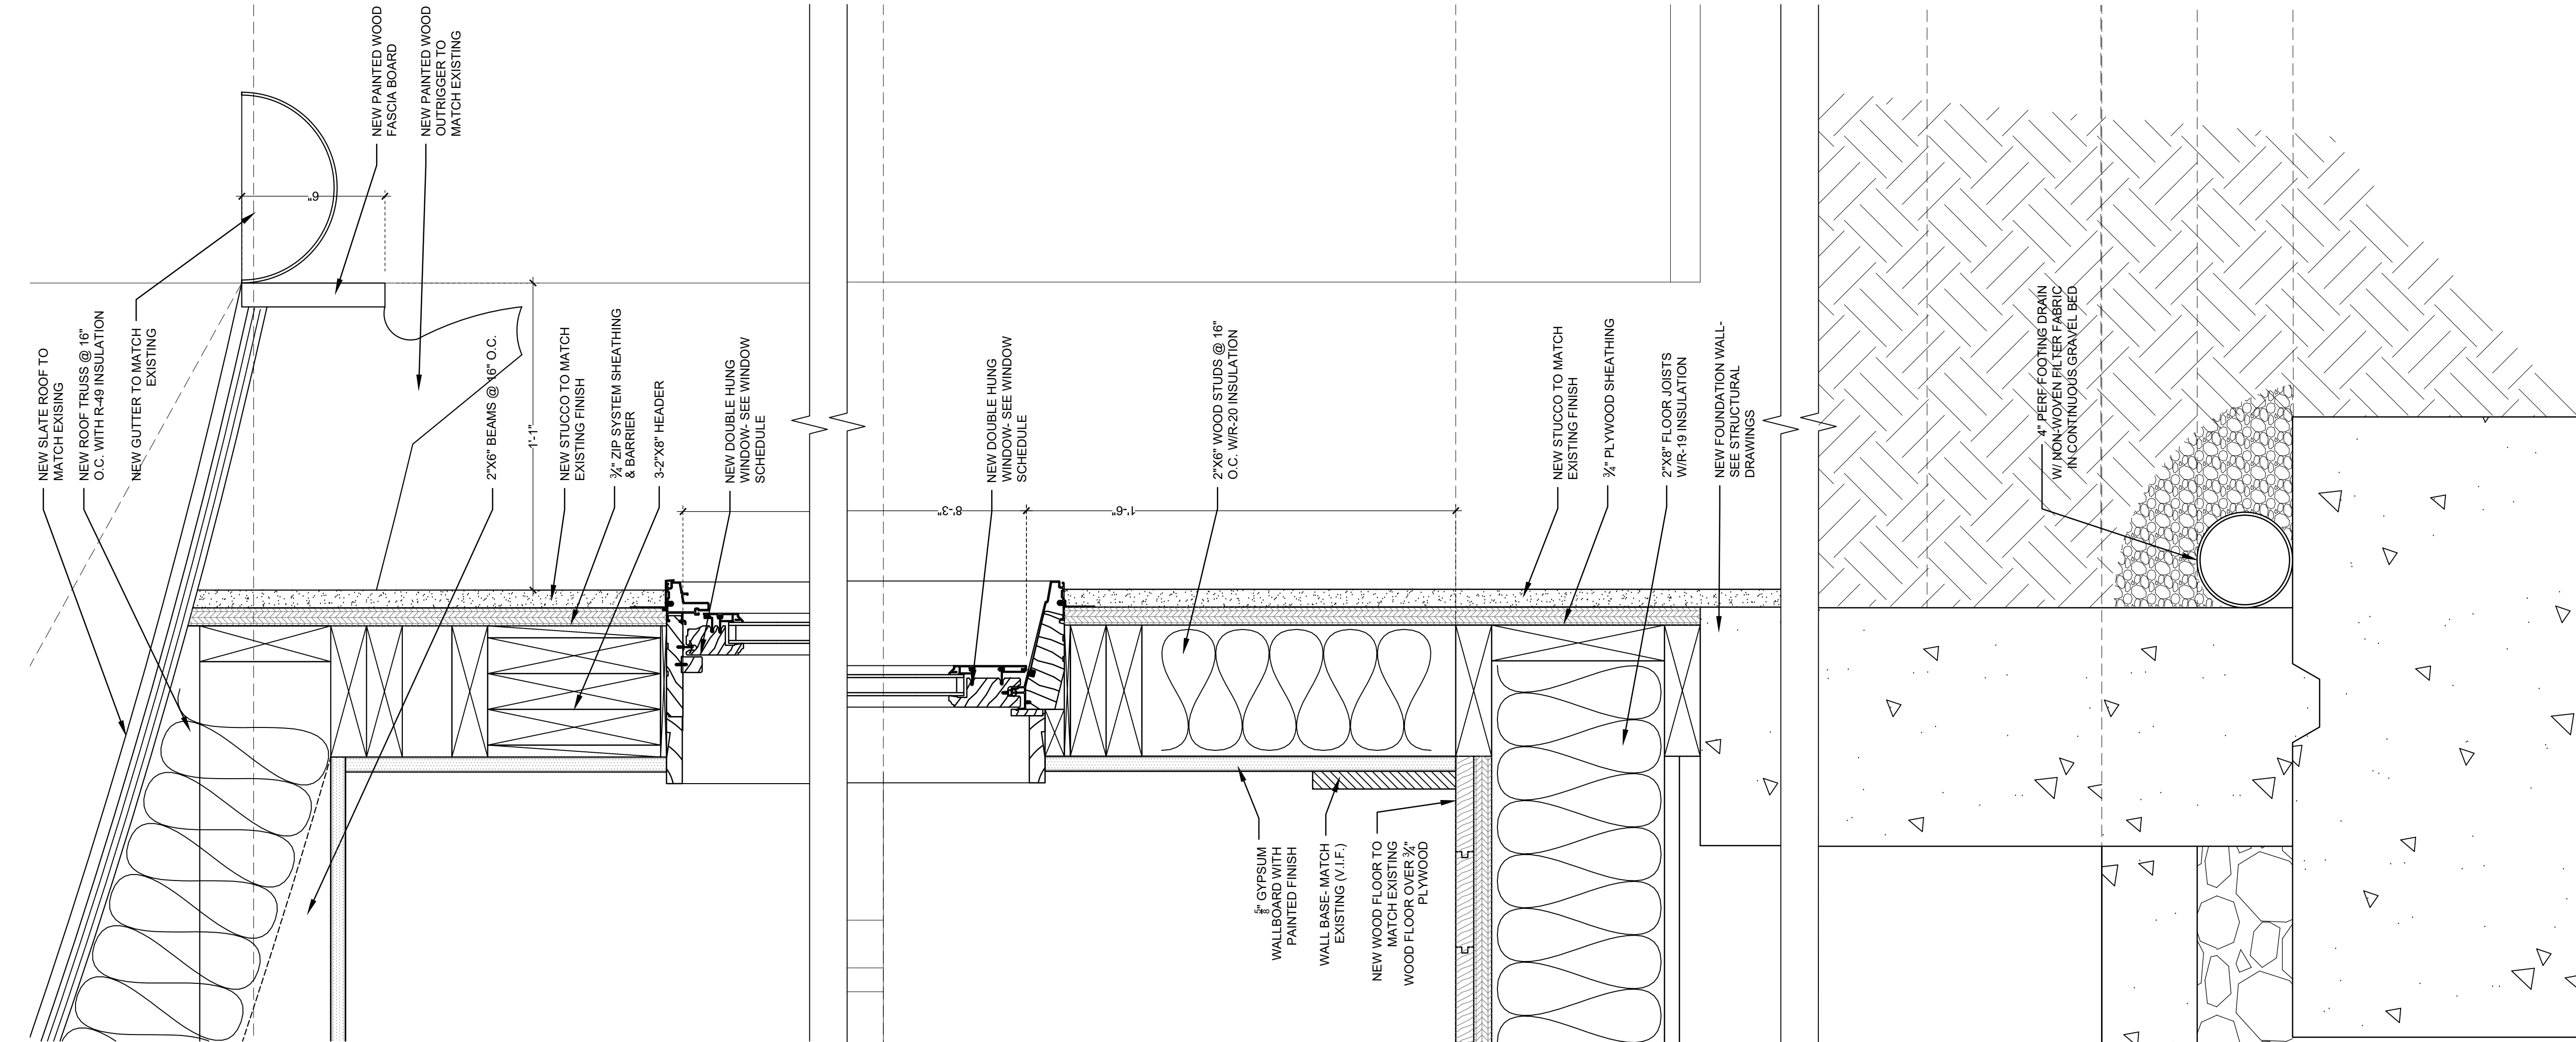 NEW SLATE ROOF TO
MATCH EXISING
NEW ROOF TRUSS @ 16"
O.C. WITH R-49 INSULATION
NEW GUTTER TO MATCH
EXISTING
6"
NEW PAINTED WOOD
FASCIA BOARD
NEW PAINTED WOOD
OUTRIGGER TO
MATCH EXISTING
2"X6" BEAMS @ 16" O.C.
1'-1"
NEW STUCCO TO MATCH
EXISTING FINISH
¾" ZIP SYSTEM SHEATHING
& BARRIER
3-2"X8" HEADER
NEW DOUBLE HUNG
WINDOW- SEE WINDOW
SCHEDULE
8'-3"
NEW DOUBLE HUNG
WINDOW- SEE WINDOW
SCHEDULE
1'-6"
2"X6" WOOD STUDS @ 16"
O.C. W/R-20 INSULATION
⅝" GYPSUM
WALLBOARD WITH
PAINTED FINISH
WALL BASE- MATCH
EXISTING (V.I.F.)
NEW WOOD FLOOR TO
MATCH EXISTING
WOOD FLOOR OVER ¾"
PLYWOOD
NEW STUCCO TO MATCH
EXISTING FINISH
¾" PLYWOOD SHEATHING
2"X8" FLOOR JOISTS
W/R-19 INSULATION
NEW FOUNDATION WALL-
SEE STRUCTURAL
DRAWINGS
4" PERF FOOTING DRAIN
W/ NON-WOVEN FILTER FABRIC
IN CONTINUOUS GRAVEL BED